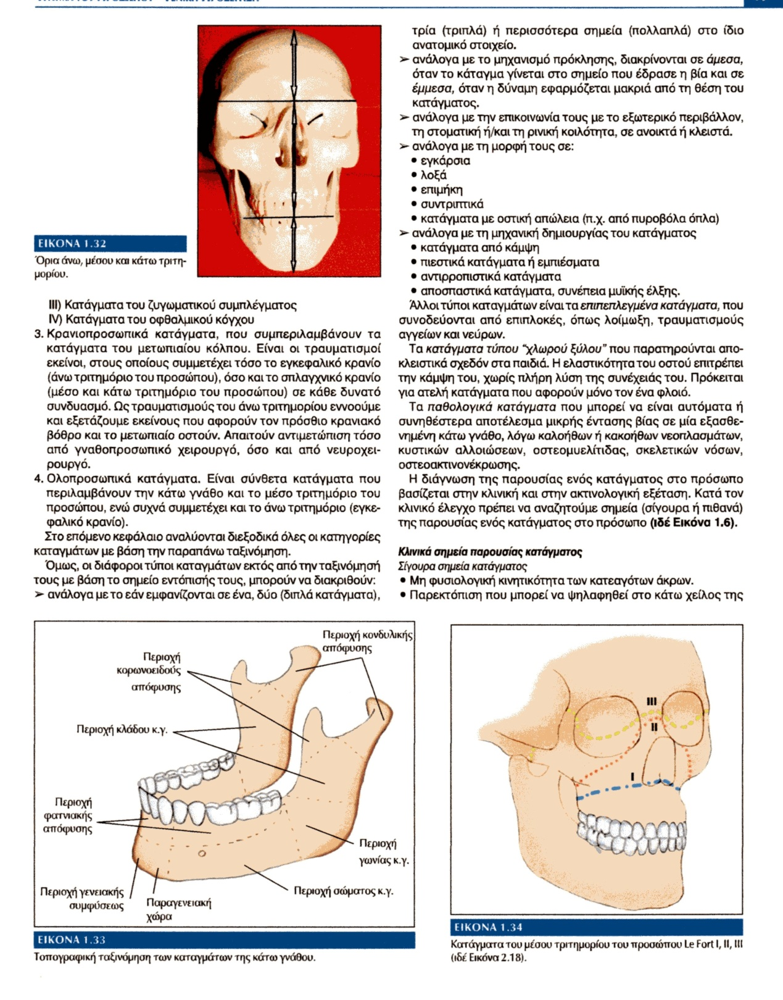 ΕΙΚΟΝΑ 1.32
Όρια άνω, μέσου και κάτω τριτη-
μορίου.
III) Κατάγματα του ζυγωματικού συμπλέγματος
IV) Κατάγματα του οφθαλμικού κόγχου
3. Κρανιοπροσωπικά κατάγματα, που συμπεριλαμβάνουν τα
κατάγματα του μετωπιαίου κόλπου. Είναι οι τραυματισμοί
εκείνοι, στους οποίους συμμετέχει τόσο το εγκεφαλικό κρανίο
(άνω τριτημόριο του προσώπου), όσο και το σπλαγχνικό κρανίο
(μέσο και κάτω τριτημόριο του προσώπου) σε κάθε δυνατό
συνδυασμό. Ως τραυματισμούς του άνω τριτημορίου εννοούμε
και εξετάζουμε εκείνους που αφορούν τον πρόσθιο κρανιακό
βόθρο και το μετωπιαίο οστούν. Απαιτούν αντιμετώπιση τόσο
από γναθοπροσωπικό χειρουργό, όσο και από νευροχει-
ρουργό.
4. Ολοπροσωπικά κατάγματα. Είναι σύνθετα κατάγματα που
περιλαμβάνουν την κάτω γνάθο και το μέσο τριτημόριο του
προσώπου, ενώ συχνά συμμετέχει και το άνω τριτημόριο (εγκε-
φαλικό κρανίο).
Στο επόμενο κεφάλαιο αναλύονται διεξοδικά όλες οι κατηγορίες
καταγμάτων με βάση την παραπάνω ταξινόμηση.
Όμως, οι διάφοροι τύποι καταγμάτων εκτός από την ταξινόμησή
τους με βάση το σημείο εντόπισής τους, μπορούν να διακριθούν:
➢ ανάλογα με το εάν εμφανίζονται σε ένα, δύο (διπλά κατάγματα),
τρία (τριπλά) ή περισσότερα σημεία (πολλαπλά) στο ίδιο
ανατομικό στοιχείο.
➢ ανάλογα με το μηχανισμό πρόκλησης, διακρίνονται σε άμεσα,
όταν το κάταγμα γίνεται στο σημείο που έδρασε η βία και σε
έμμεσα, όταν η δύναμη εφαρμόζεται μακριά από τη θέση του
κατάγματος.
➢ ανάλογα με την επικοινωνία τους με το εξωτερικό περιβάλλον,
τη στοματική ή/και τη ρινική κοιλότητα, σε ανοικτά ή κλειστά.
➢ ανάλογα με τη μορφή τους σε:
• εγκάρσια
• λοξά
• επιμήκη
• συντριπτικά
• κατάγματα με οστική απώλεια (π.χ. από πυροβόλα όπλα)
➢ ανάλογα με τη μηχανική δημιουργίας του κατάγματος
• κατάγματα από κάμψη
• πιεστικά κατάγματα ή εμπιέσματα
• αντιρροπιστικά κατάγματα
• αποσπαστικά κατάγματα, συνέπεια μυϊκής έλξης.
Άλλοι τύποι καταγμάτων είναι τα επιπεπλεγμένα κατάγματα, που
συνοδεύονται από επιπλοκές, όπως λοίμωξη, τραυματισμούς
αγγείων και νεύρων.
Τα κατάγματα τύπου “χλωρού ξύλου” που παρατηρούνται απο-
κλειστικά σχεδόν στα παιδιά. Η ελαστικότητα του οστού επιτρέπει
την κάμψη του, χωρίς πλήρη λύση της συνέχειάς του. Πρόκειται
για ατελή κατάγματα που αφορούν μόνο τον ένα φλοιό.
Τα παθολογικά κατάγματα που μπορεί να είναι αυτόματα ή
συνηθέστερα αποτέλεσμα μικρής έντασης βίας σε μία εξασθε-
νημένη κάτω γνάθο, λόγω καλοήθων ή κακοήθων νεοπλασμάτων,
κυστικών αλλοιώσεων, οστεομυελίτιδας, σκελετικών νόσων,
οστεοακτινονέκρωσης.
Η διάγνωση της παρουσίας ενός κατάγματος στο πρόσωπο
βασίζεται στην κλινική και στην ακτινολογική εξέταση. Κατά τον
κλινικό έλεγχο πρέπει να αναζητούμε σημεία (σίγουρα ή πιθανά)
της παρουσίας ενός κατάγματος στο πρόσωπο (ιδέ Εικόνα 1.6).
Κλινικά σημεία παρουσίας κατάγματος
Σίγουρα σημεία κατάγματος
• Μη φυσιολογική κινητικότητα των κατεαγότων άκρων.
• Παρεκτόπιση που μπορεί να ψηλαφηθεί στο κάτω χείλος της
Περιοχή κονδυλικής
απόφυσης
Περιοχή
κορωνοειδούς
απόφυσης
Περιοχή κλάδου κ.γ.
Περιοχή
φατνιακής
απόφυσης
Περιοχή
γωνίας κ.γ.
Περιοχή γενειακής
συμφύσεως
Παραγενειακή
χώρα
Περιοχή σώματος κ.γ.
ΕΙΚΟΝΑ 1.33
Τοπογραφική ταξινόμηση των καταγμάτων της κάτω γνάθου.
III
II
I
ΕΙΚΟΝΑ 1.34
Κατάγματα του μέσου τριτημορίου του προσώπου Le Fort I, II, III
(ιδέ Εικόνα 2.18).